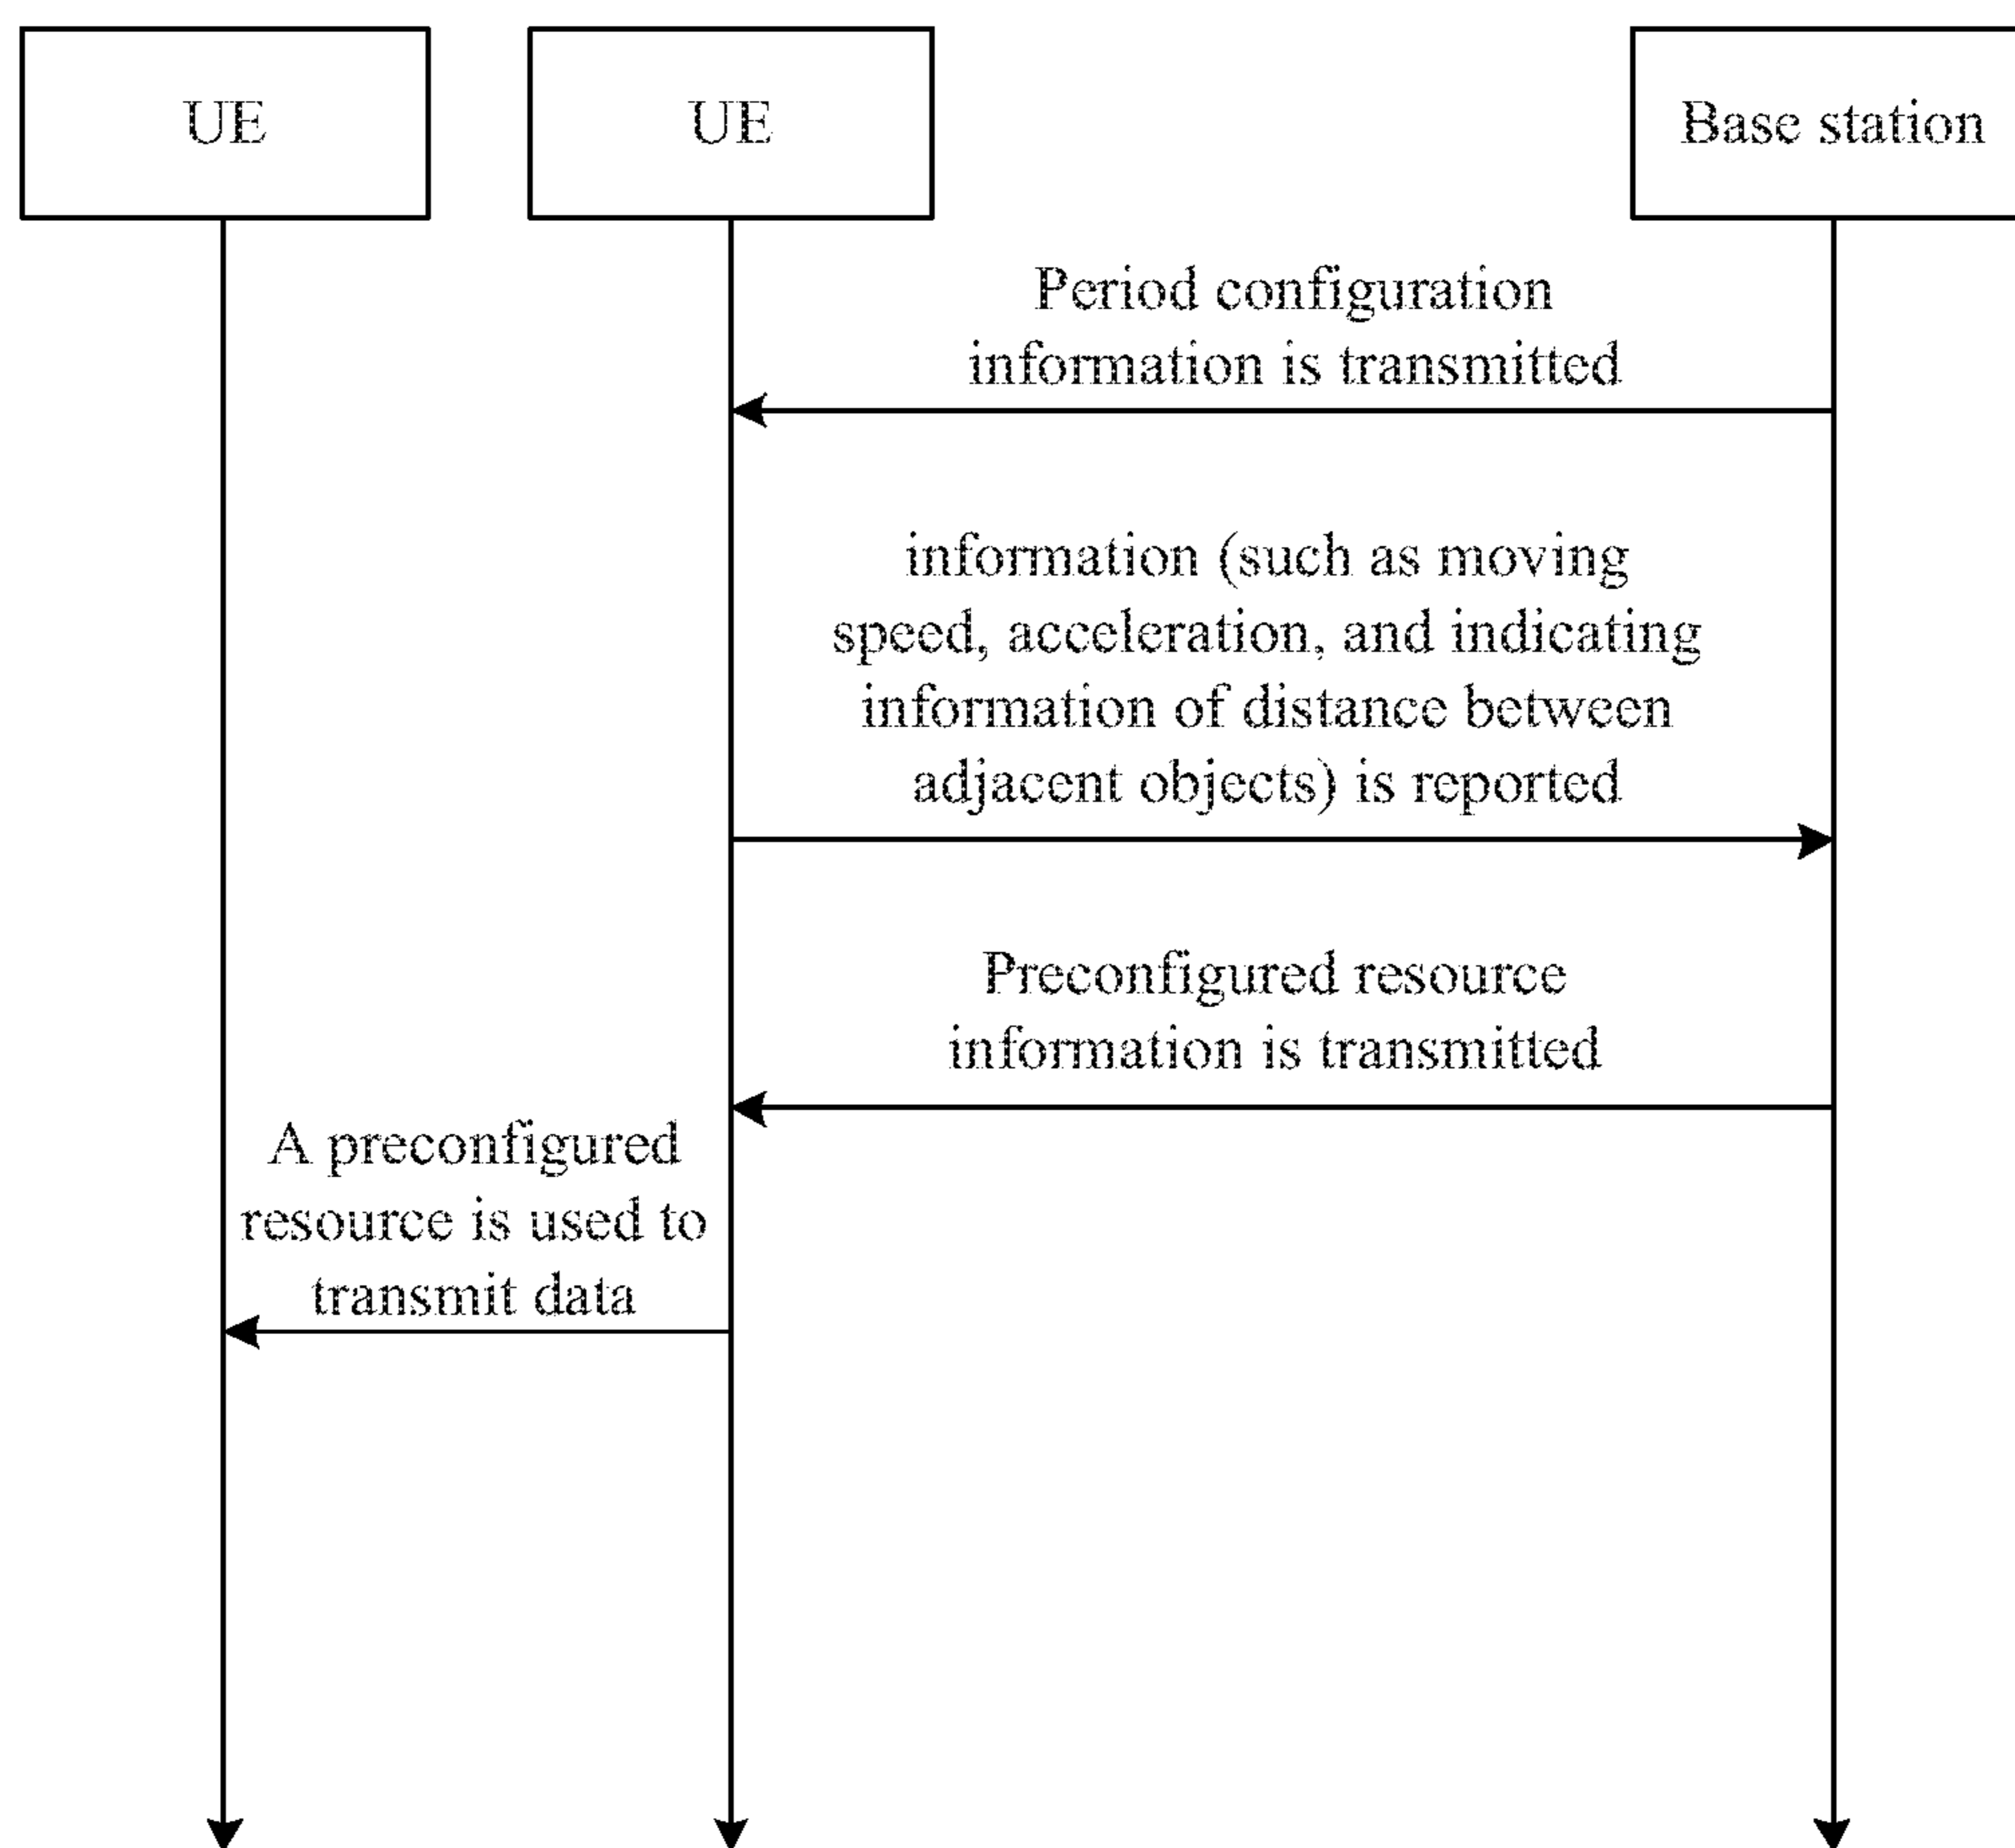 UE
UE
Base station
Period configuration
information is transmitted
information (such as moving
speed, acceleration, and indicating
information of distance between
adjacent objects) is reported
Preconfigured resource
information is transmitted
A preconfigured
resource is used to
transmit data